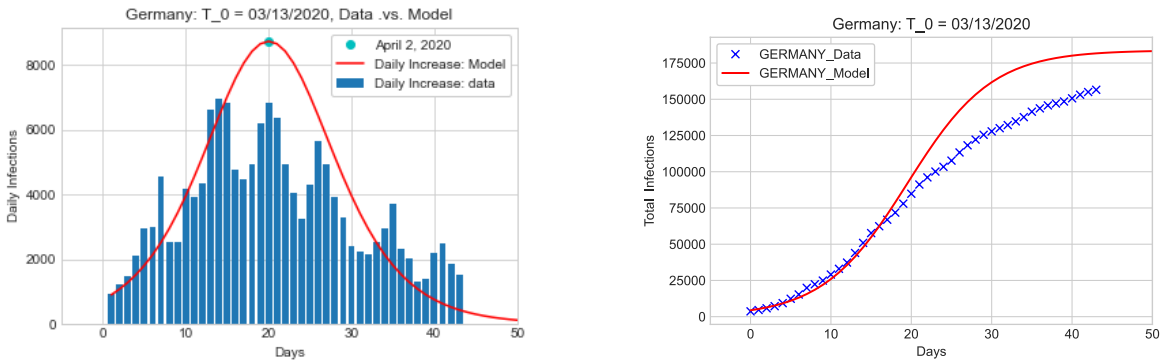 Germany: T_0 = 03/13/2020, Data .vs. Model
April 2, 2020
Daily Increase: Model
Daily Increase: data
8000
6000
4000
2000
0
Daily Infections
0 10 20 30 40 50
Days
Germany: T_0 = 03/13/2020
GERMANY_Data
GERMANY_Model
175000
150000
125000
100000
75000
50000
25000
0
Total Infections
0 10 20 30 40 50
Days